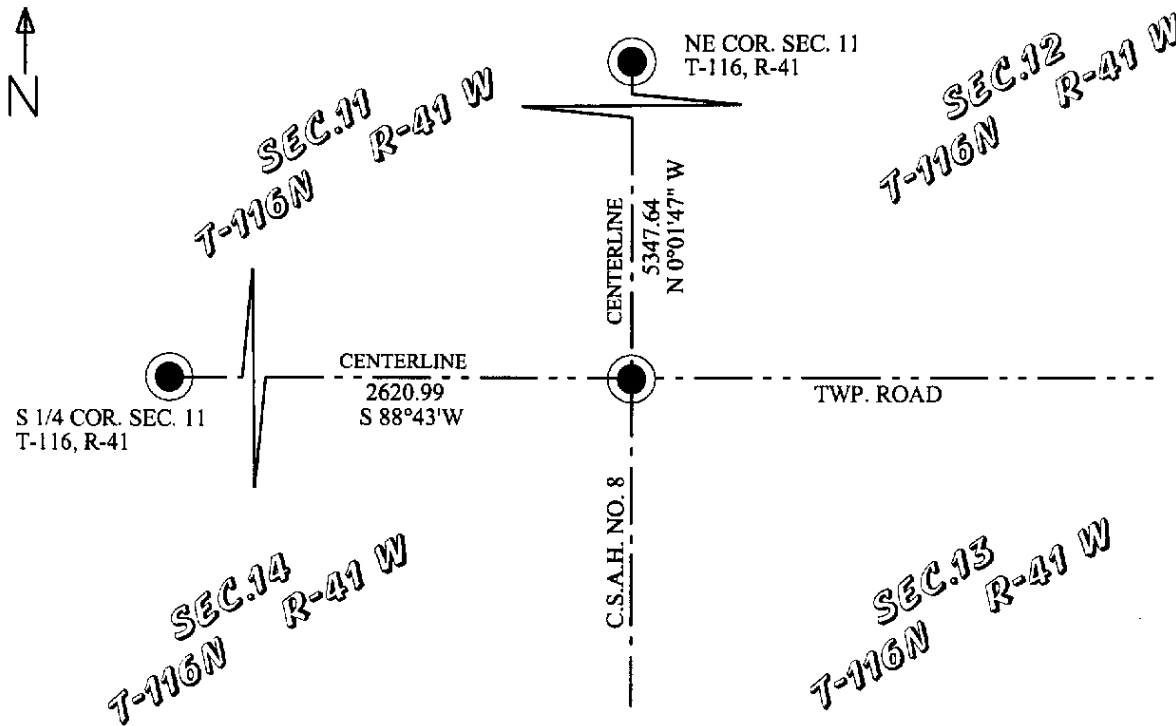 N
NE COR. SEC. 11
T-116, R-41
SEC.11
T-116N R-41 W
SEC.12
T-116N R-41 W
CENTERLINE
5347.64
N 0°01'47" W
CENTERLINE
2620.99
S 88°43'W
S 1/4 COR. SEC. 11
T-116, R-41
TWP. ROAD
C.S.A.H. NO. 8
SEC.14
T-116N R-41 W
SEC.13
T-116N R-41 W